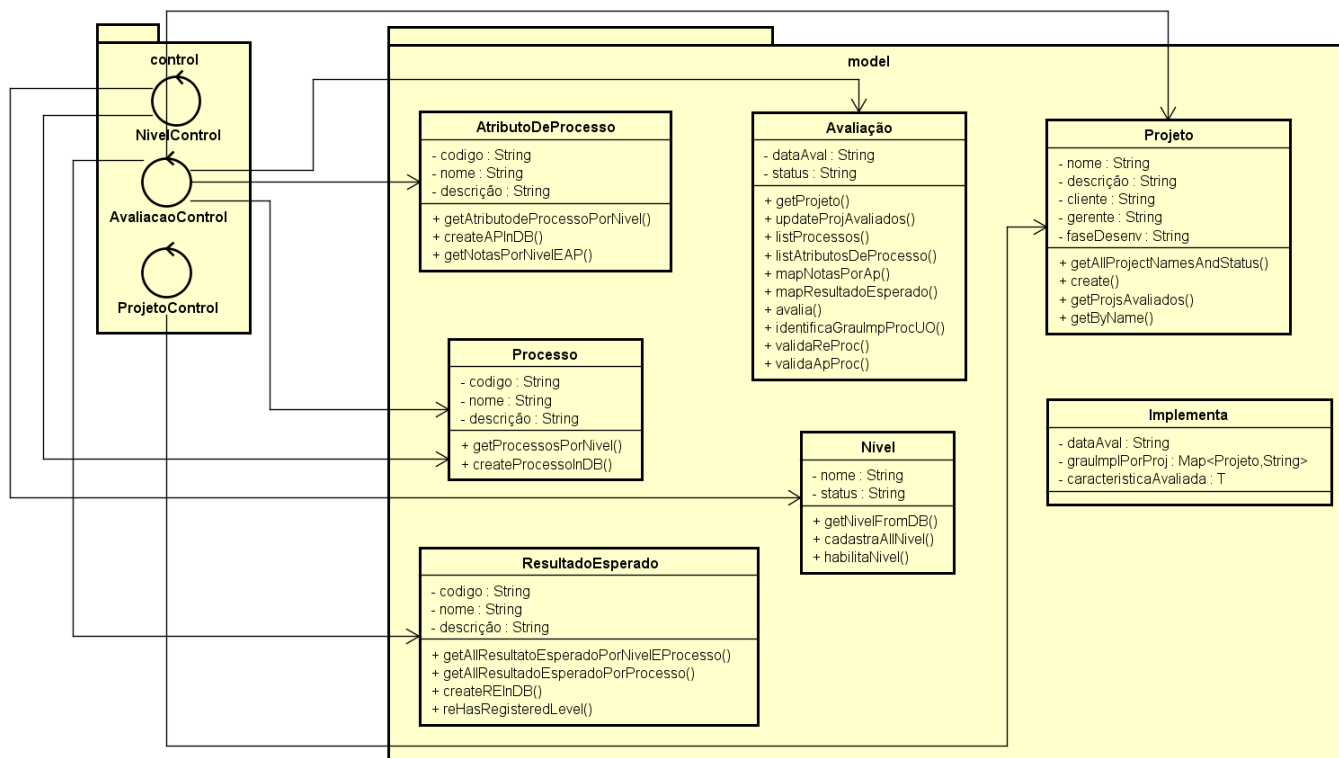 control
NivelControl
AvaliacaoControl
ProjetoControl
model
AtributoDeProcesso
- codigo : String
- nome : String
- descrição : String
+ getAtributodeProcessoPorNivel()
+ createAPInDB()
+ getNotasPorNivelEAP()
Avaliação
- dataAval : String
- status : String
+ getProjeto()
+ updateProjAvaliados()
+ listProcessos()
+ listAtributosDeProcesso()
+ mapNotasPorAp()
+ mapResultadoEsperado()
+ avalia()
+ identificaGrauImpProcUO()
+ validaReProc()
+ validaApProc()
Projeto
- nome : String
- descrição : String
- cliente : String
- gerente : String
- faseDesenv : String
+ getAllProjectNamesAndStatus()
+ create()
+ getProjsAvaliados()
+ getByName()
Processo
- codigo : String
- nome : String
- descrição : String
+ getProcessosPorNivel()
+ createProcessoInDB()
Nível
- nome : String
- status : String
+ getNivelFromDB()
+ cadastraAllNivel()
+ habilitaNivel()
Implementa
- dataAval : String
- grauImplPorProj : Map<Projeto,String>
- caracteristicaAvaliada : T
ResultadoEsperado
- codigo : String
- nome : String
- descrição : String
+ getAllResultatoEsperadoPorNivelEProcesso()
+ getAllResultadoEsperadoPorProcesso()
+ createREInDB()
+ reHasRegisteredLevel()